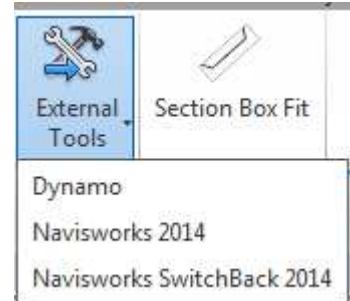 External
Tools
Section Box Fit
Dynamo
Navisworks 2014
Navisworks SwitchBack 2014